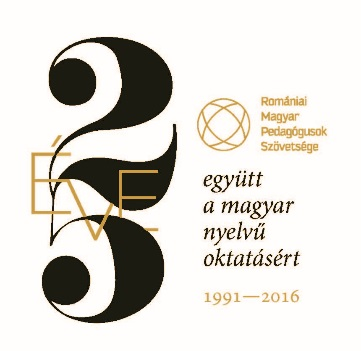 25
ÉVE
Romániai
Magyar
Pedagógusok
Szövetsége
együtt
a magyar
nyelvű
oktatásért
1991—2016